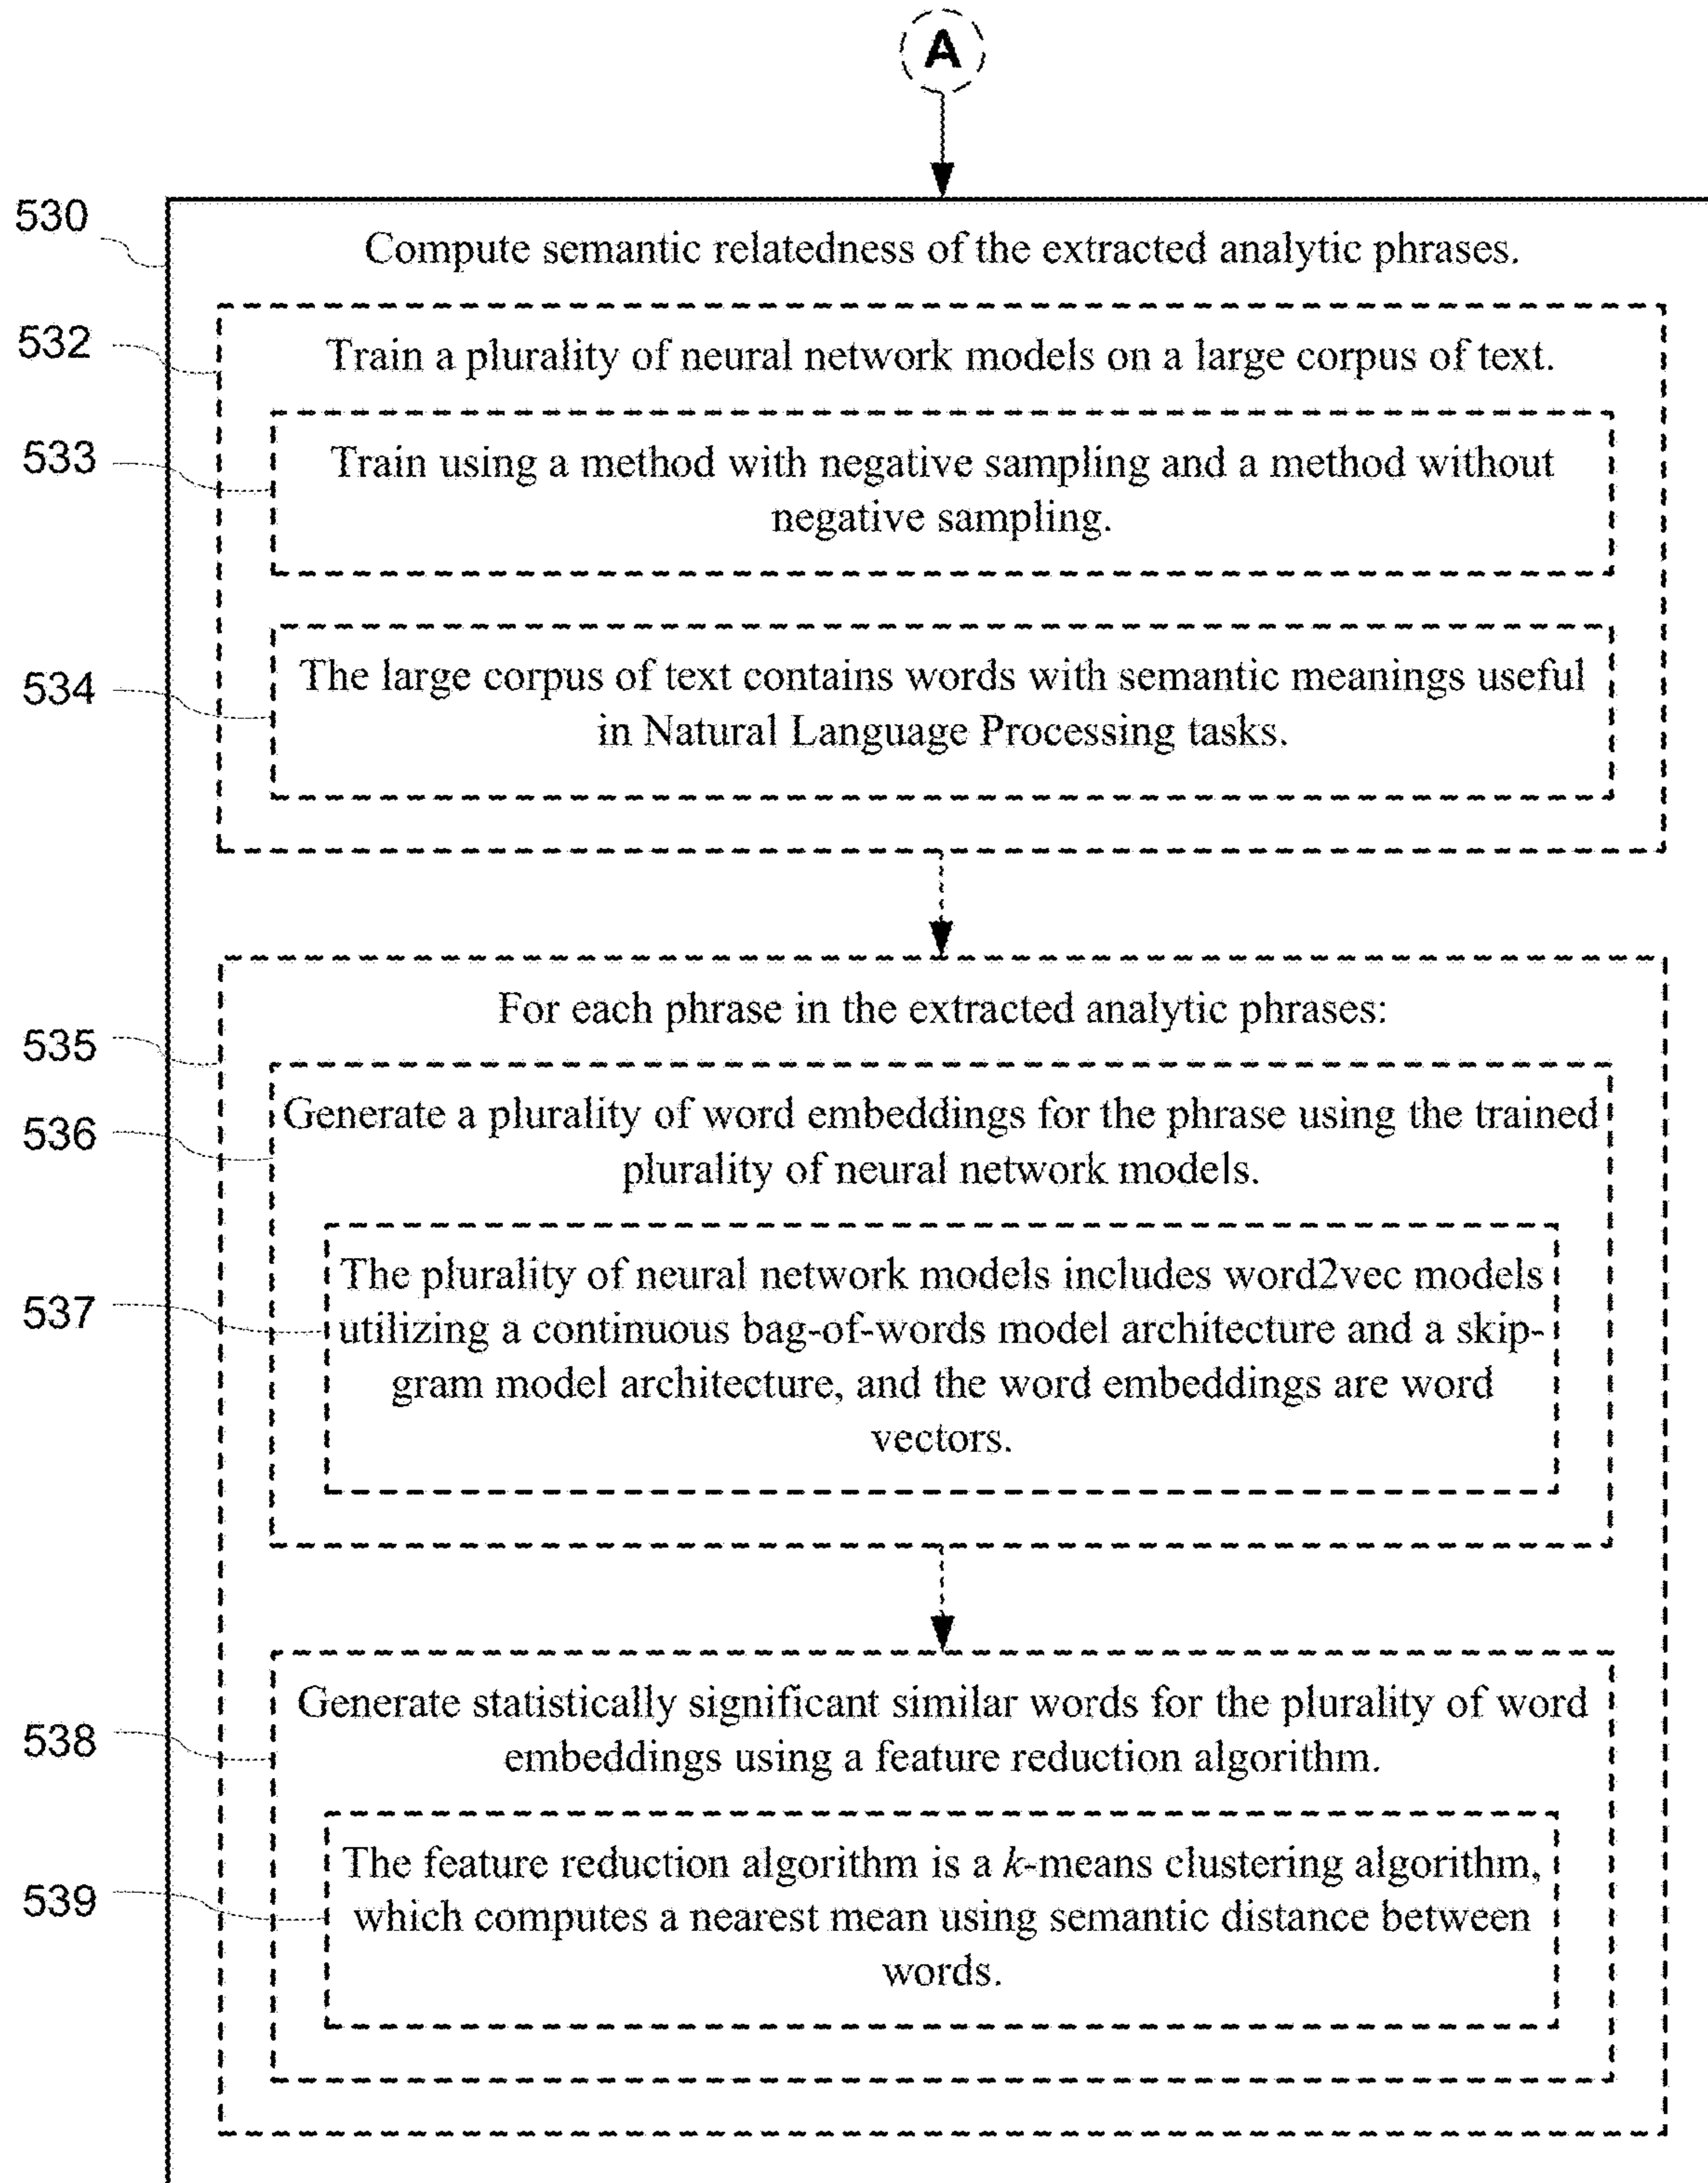 A
530
Compute semantic relatedness of the extracted analytic phrases.
532
Train a plurality of neural network models on a large corpus of text.
533
Train using a method with negative sampling and a method without
negative sampling.
534
The large corpus of text contains words with semantic meanings useful
in Natural Language Processing tasks.
For each phrase in the extracted analytic phrases:
535
Generate a plurality of word embeddings for the phrase using the trained
536
plurality of neural network models.
The plurality of neural network models includes word2vec models
537
utilizing a continuous bag-of-words model architecture and a skip-
gram model architecture, and the word embeddings are word
vectors.
Generate statistically significant similar words for the plurality of word
538
embeddings using a feature reduction algorithm.
The feature reduction algorithm is a k-means clustering algorithm,
539
which computes a nearest mean using semantic distance between
words.